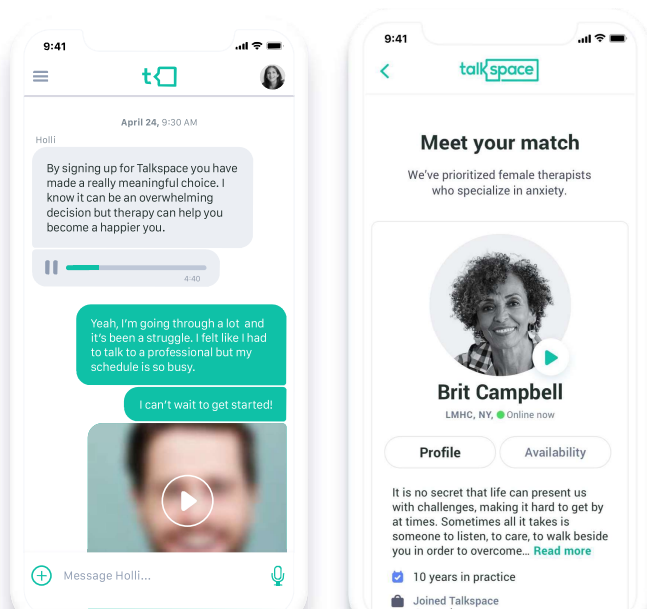 9:41
t
April 24, 9:30 AM
Holli
By signing up for Talkspace you have
made a really meaningful choice. I
know it can be an overwhelming
decision but therapy can help you
become a happier you.
4:40
Yeah, I'm going through a lot and
it's been a struggle. I felt like I had
to talk to a professional but my
schedule is so busy.
I can't wait to get started!
Message Holli...
9:41
talkspace
Meet your match
We've prioritized female therapists
who specialize in anxiety.
Brit Campbell
LMHC, NY, Online now
Profile
Availability
It is no secret that life can present us
with challenges, making it hard to get by
at times. Sometimes all it takes is
someone to listen, to care, to walk beside
you in order to overcome... Read more
10 years in practice
Joined Talkspace